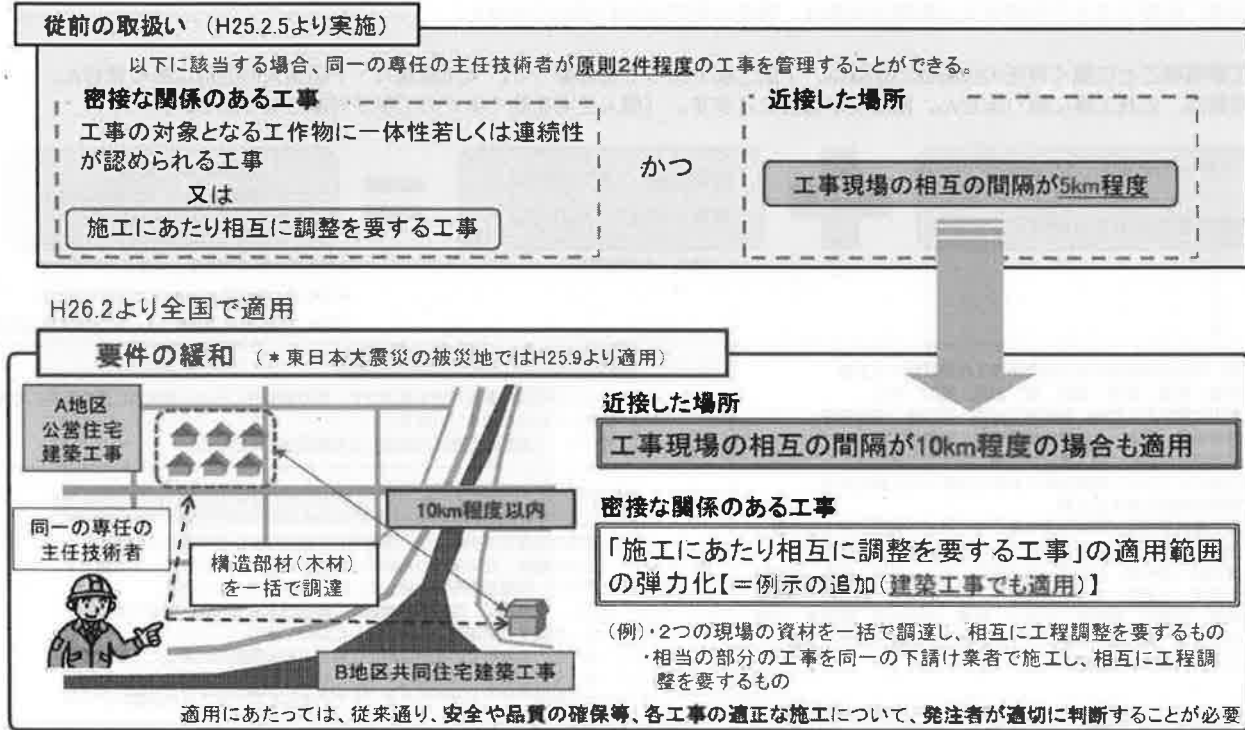 従前の取扱い（H25.2.5より実施）
以下に該当する場合、同一の専任の主任技術者が原則2件程度の工事を管理することができる。
密接な関係のある工事
工事の対象となる工作物に一体性若しくは連続性
が認められる工事
又は
施工にあたり相互に調整を要する工事
かつ
近接した場所
工事現場の相互の間隔が5km程度
H26.2より全国で適用
要件の緩和（＊東日本大震災の被災地ではH25.9より適用）
A地区
公営住宅
建築工事
同一の専任の
主任技術者
構造部材（木材）
を一括で調達
10km程度以内
B地区共同住宅建築工事
近接した場所
工事現場の相互の間隔が10km程度の場合も適用
密接な関係のある工事
「施工にあたり相互に調整を要する工事」の適用範囲
の弾力化【＝例示の追加（建築工事でも適用）】
（例）・2つの現場の資材を一括で調達し、相互に工程調整を要するもの
・相当の部分の工事を同一の下請け業者で施工し、相互に工程調
整を要するもの
適用にあたっては、従来通り、安全や品質の確保等、各工事の適正な施工について、発注者が適切に判断することが必要